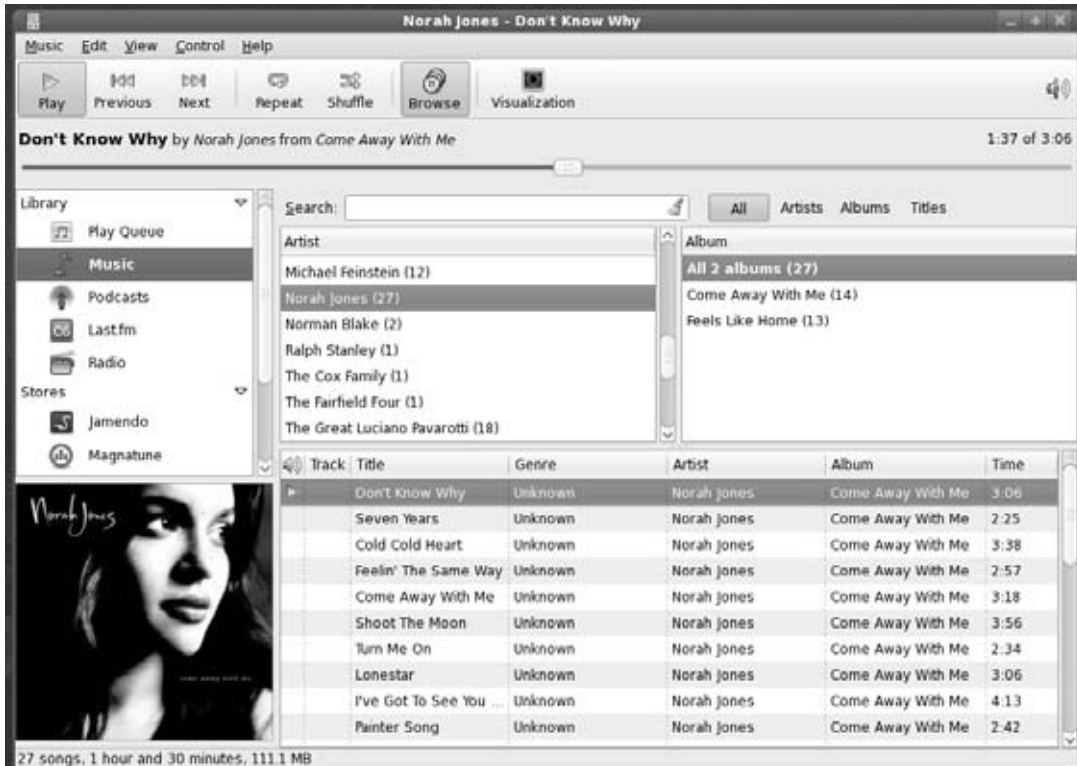 Norah Jones - Don't Know Why
Music Edit View Control Help
Play Previous Next Repeat Shuffle Browse Visualization
Don't Know Why by Norah Jones from Come Away With Me 1:37 of 3:06
Library
Play Queue
Music
Podcasts
Last.fm
Radio
Stores
Jamendo
Magnatune
Search: All Artists Albums Titles
Artist
Michael Feinstein (12)
Norah Jones (27)
Norman Blake (2)
Ralph Stanley (1)
The Cox Family (1)
The Fairfield Four (1)
The Great Luciano Pavarotti (18)
Album
All 2 albums (27)
Come Away With Me (14)
Feels Like Home (13)
Track Title Genre Artist Album Time
Don't Know Why Unknown Norah Jones Come Away With Me 3:06
Seven Years Unknown Norah Jones Come Away With Me 2:25
Cold Cold Heart Unknown Norah Jones Come Away With Me 3:38
Feelin' The Same Way Unknown Norah Jones Come Away With Me 2:57
Come Away With Me Unknown Norah Jones Come Away With Me 3:18
Shoot The Moon Unknown Norah Jones Come Away With Me 3:56
Turn Me On Unknown Norah Jones Come Away With Me 2:34
Lonestar Unknown Norah Jones Come Away With Me 3:06
I've Got To See You ... Unknown Norah Jones Come Away With Me 4:13
Painter Song Unknown Norah Jones Come Away With Me 2:42
Norah Jones
come away with me
27 songs, 1 hour and 30 minutes, 111.1 MB